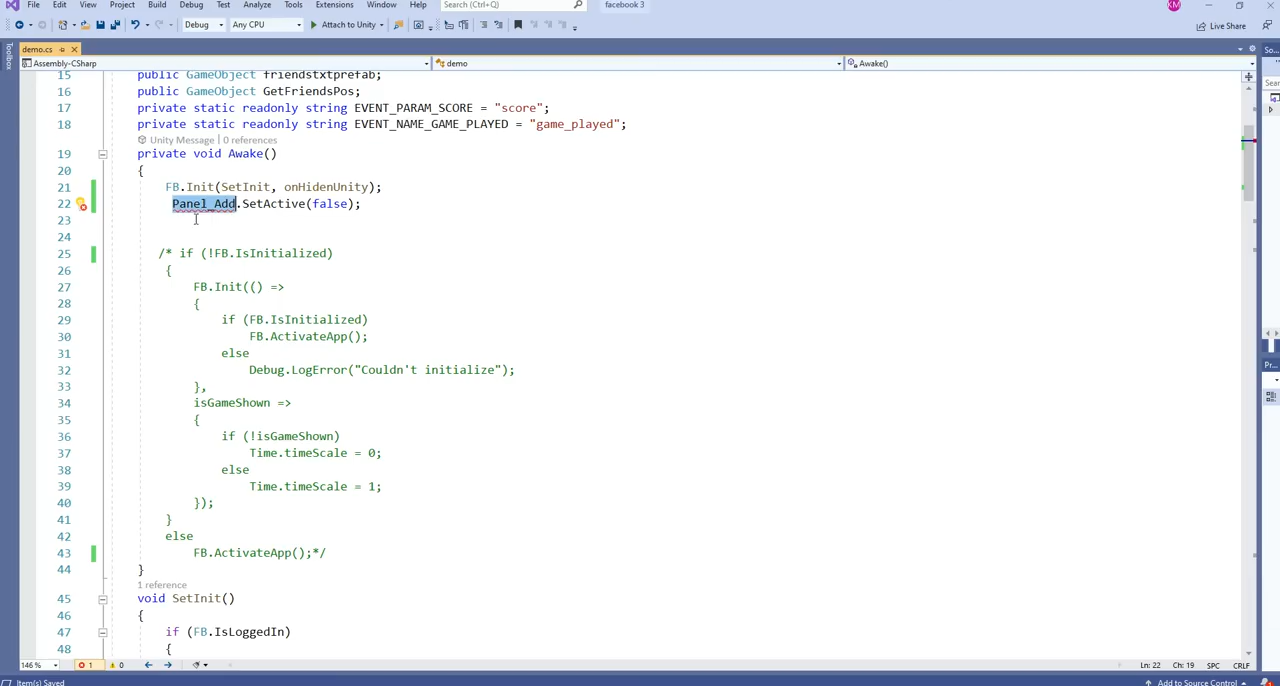 File Edit View Project Build Debug Test Analyze Tools Extensions Window Help Search (Ctrl+Q) facebook 3 KM
Debug Any CPU Attach to Unity Live Share
demo.cs
Assembly-CSharp demo Awake()
Toolbox
15 public GameObject friendstxtprefab;
16 public GameObject GetFriendsPos;
17 private static readonly string EVENT_PARAM_SCORE = "score";
18 private static readonly string EVENT_NAME_GAME_PLAYED = "game_played";
Unity Message | 0 references
19 private void Awake()
20 {
21 FB.Init(SetInit, onHidenUnity);
22 Panel_Add.SetActive(false);
23
24
25 /* if (!FB.IsInitialized)
26 {
27 FB.Init(() =>
28 {
29 if (FB.IsInitialized)
30 FB.ActivateApp();
31 else
32 Debug.LogError("Couldn't initialize");
33 },
34 isGameShown =>
35 {
36 if (!isGameShown)
37 Time.timeScale = 0;
38 else
39 Time.timeScale = 1;
40 });
41 }
42 else
43 FB.ActivateApp();*/
44 }
1 reference
45 void SetInit()
46 {
47 if (FB.IsLoggedIn)
48 {
So...
Sear
Pr...
146 % 1 0 Ln: 22 Ch: 19 SPC CRLF
Item(s) Saved Add to Source Control